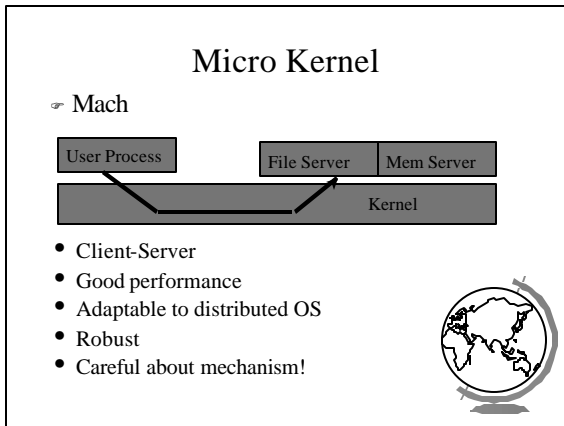 Micro Kernel
☞ Mach
User Process
File Server
Mem Server
Kernel
• Client-Server
• Good performance
• Adaptable to distributed OS
• Robust
• Careful about mechanism!